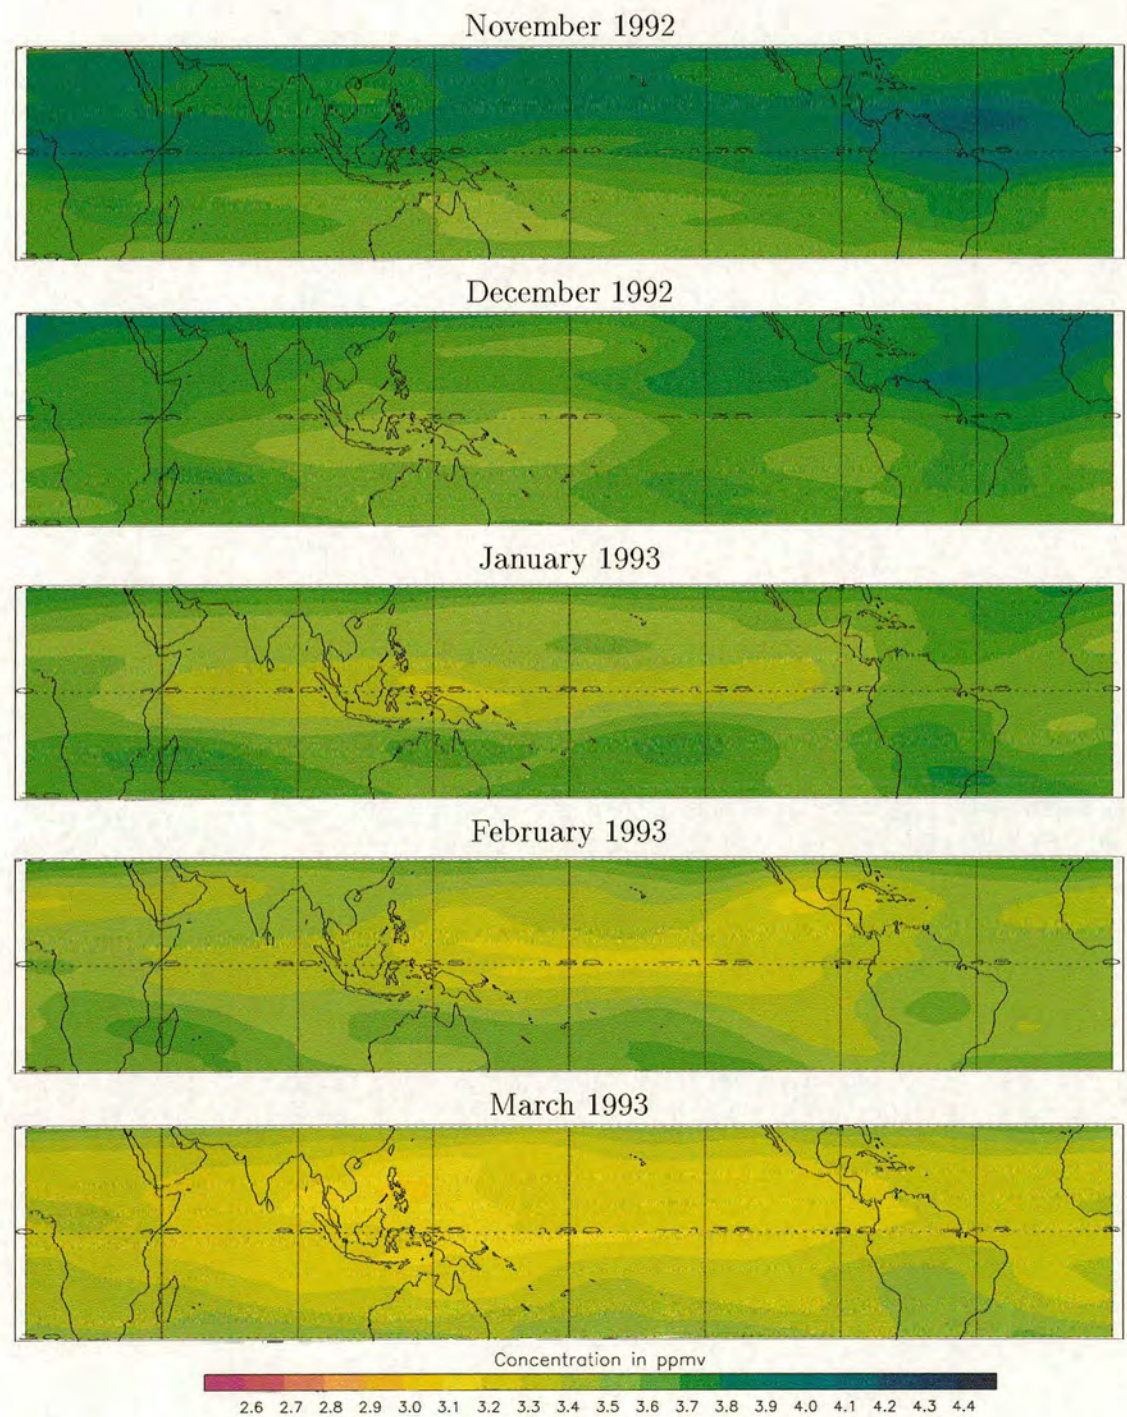 November 1992
December 1992
January 1993
February 1993
March 1993
Concentration in ppmv
2.6 2.7 2.8 2.9 3.0 3.1 3.2 3.3 3.4 3.5 3.6 3.7 3.8 3.9 4.0 4.1 4.2 4.3 4.4